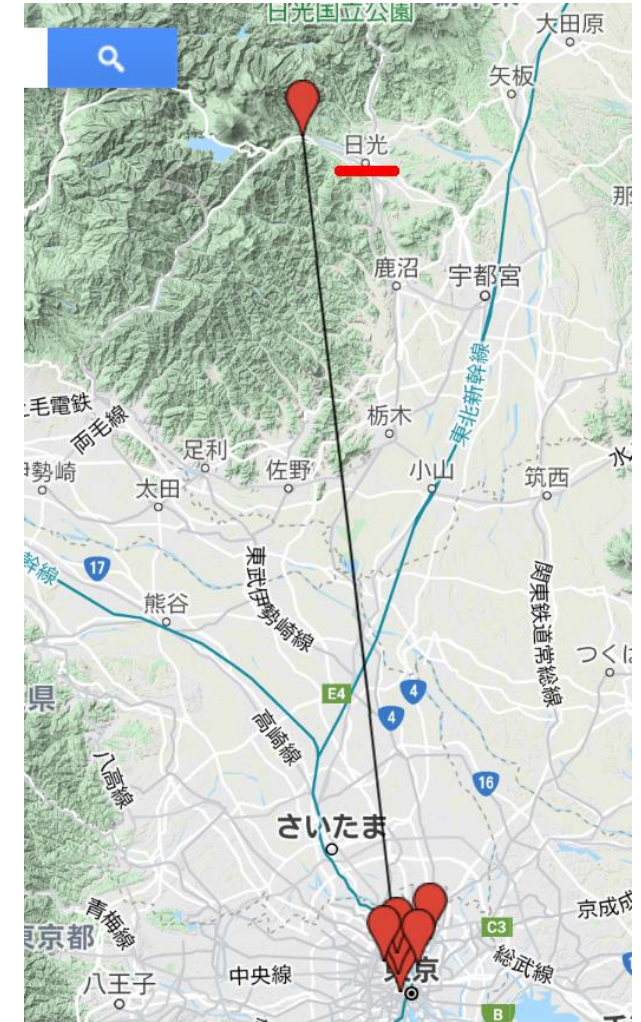 日光国立公園
大田原
矢板
日光
那
鹿沼
宇都宮
東北新幹線
毛電鉄
両毛線
栃木
足利
伊勢崎
佐野
小山
水
太田
筑西
幹線
17
東武伊勢崎線
関東鉄道常総線
熊谷
つくば
E4
4
4
県
高崎線
16
八高線
さいたま
青梅線
京成成
東京都
C3
総武線
中央線
東京
八王子
B